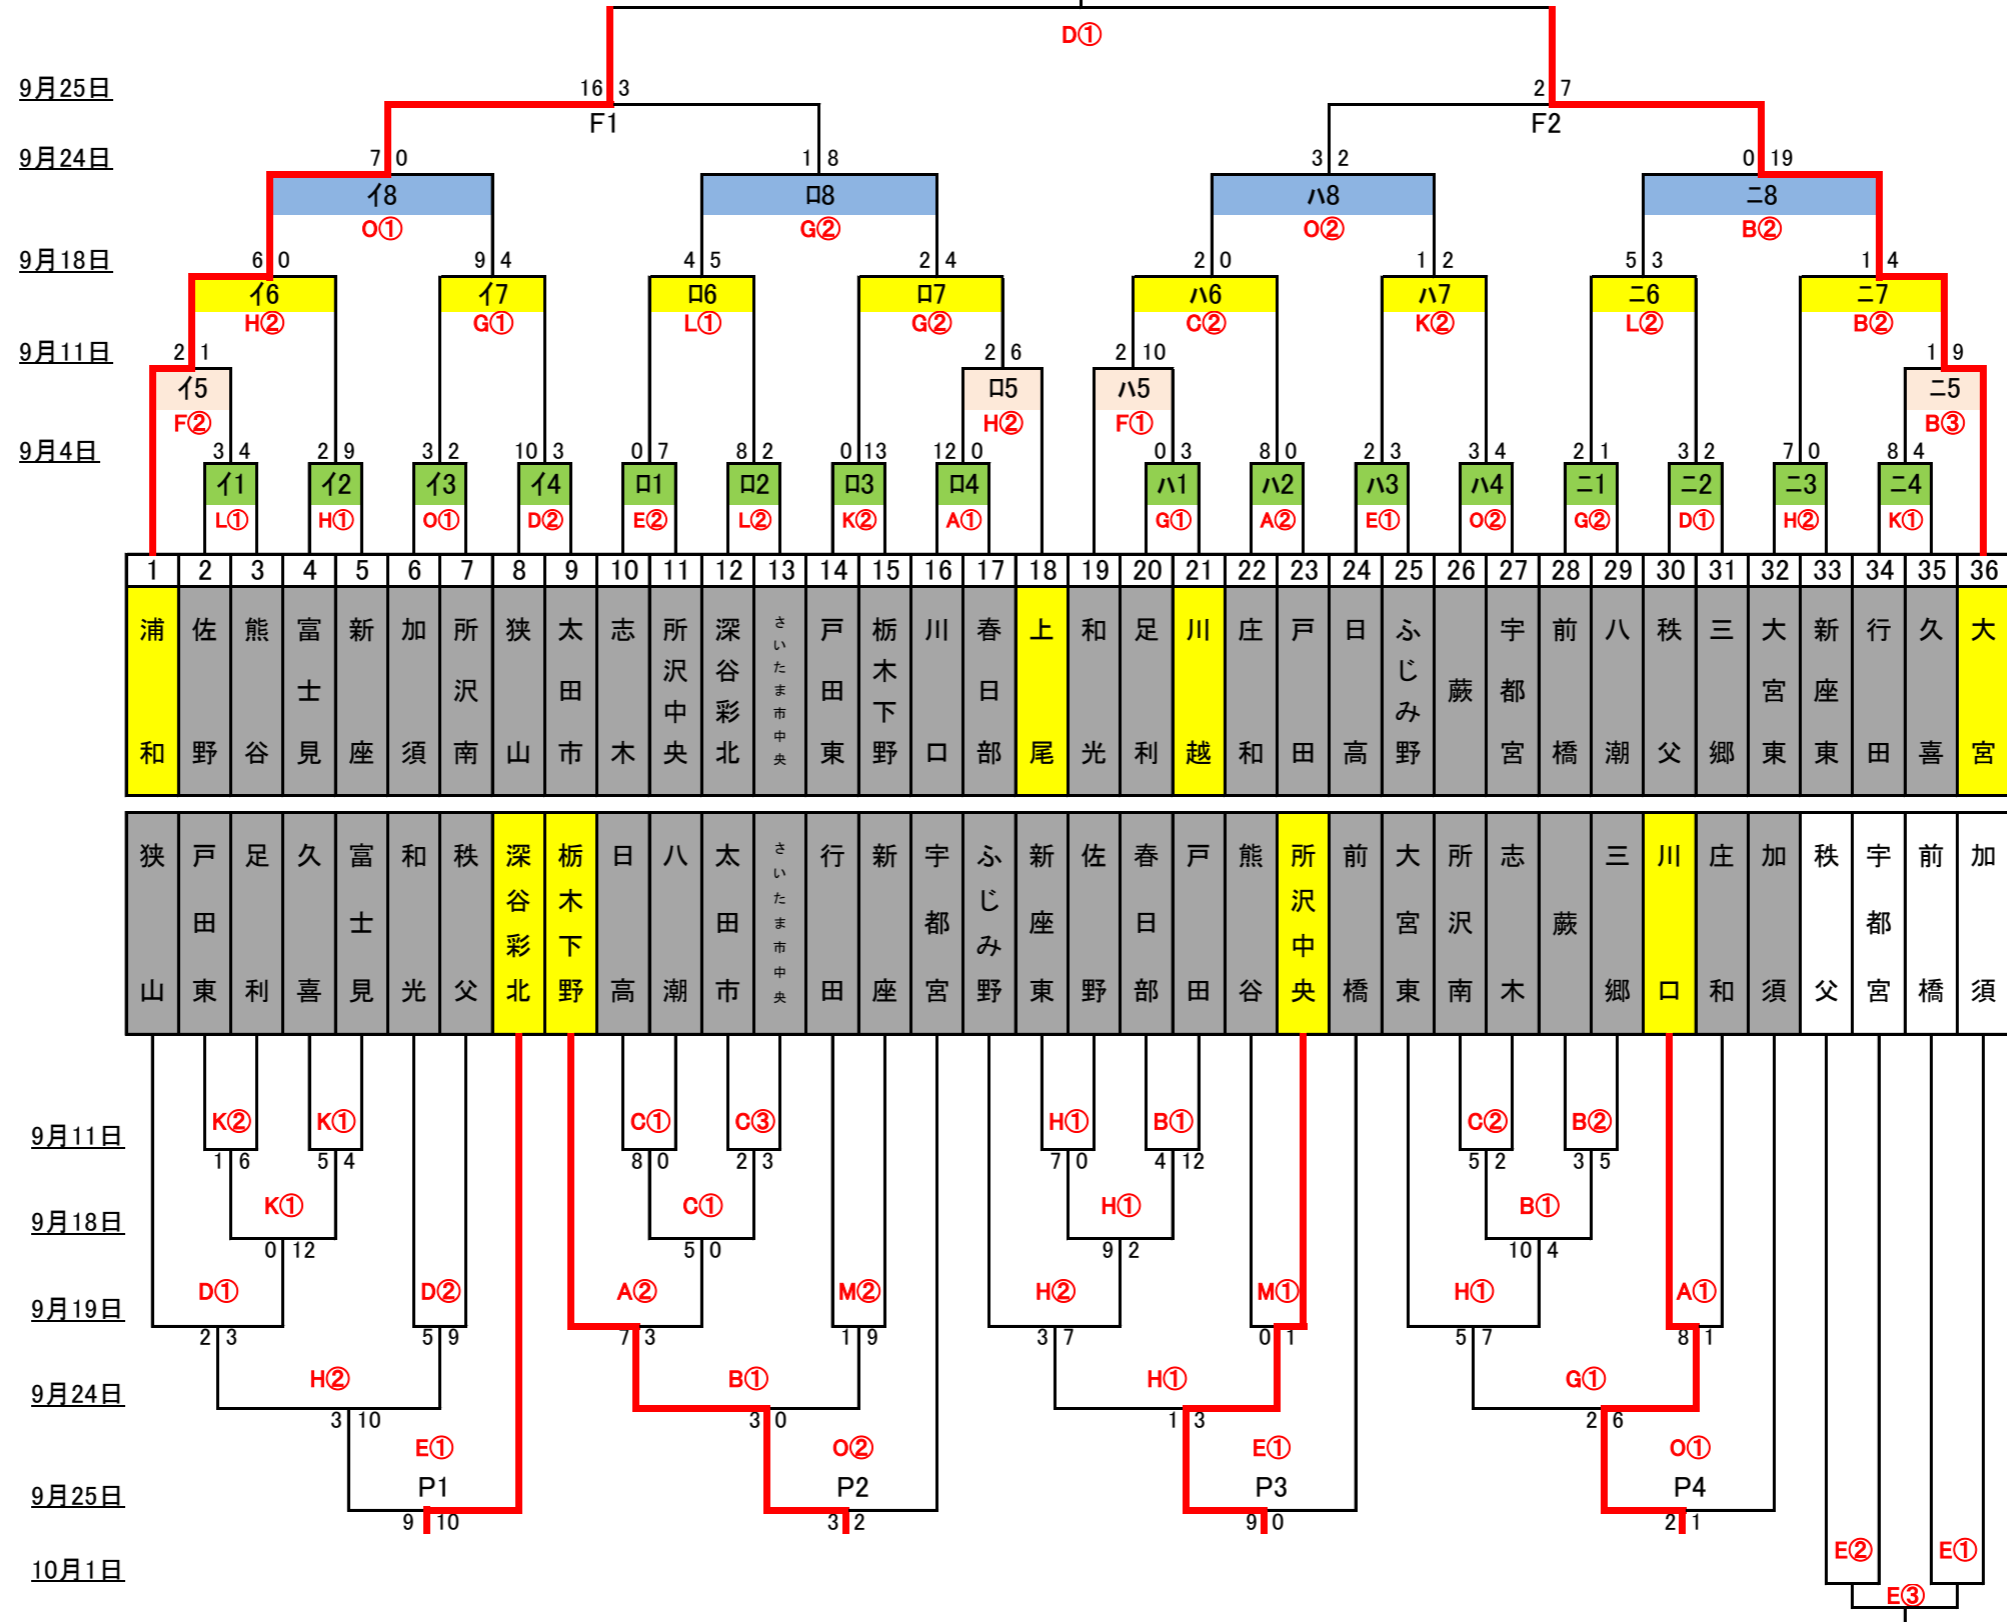 D①
9月25日 16 3 2 7
F1 F2
9月24日 7 0 1 8 3 2 0 19
イ8 ロ8 ハ8 ニ8
O① G② O② B②
9月18日 6 0 9 4 4 5 2 4 2 0 1 2 5 3 1 4
イ6 イ7 ロ6 ロ7 ハ6 ハ7 ニ6 ニ7
H② G① L① G② C② K② L② B②
9月11日 2 1 2 6 2 10 1 9
イ5 ロ5 ハ5 ニ5
F② H② F① B③
9月4日 3 4 2 9 3 2 10 3 0 7 8 2 0 13 12 0 0 3 8 0 2 3 3 4 2 1 3 2 7 0 8 4
イ1 イ2 イ3 イ4 ロ1 ロ2 ロ3 ロ4 ハ1 ハ2 ハ3 ハ4 ニ1 ニ2 ニ3 ニ4
L① H① O① D② E② L② K② A① G① A② E① O② G② D① H② K①
1 2 3 4 5 6 7 8 9 10 11 12 13 14 15 16 17 18 19 20 21 22 23 24 25 26 27 28 29 30 31 32 33 34 35 36
浦和
佐野
熊谷
富士見
新座
加須
所沢南
狭山
太田市
志木
所沢中央
深谷彩北
さいたま市中央
戸田東
栃木下野
川口
春日部
上尾
和光
足利
川越
庄和
戸田
日高
ふじみ野
蕨
宇都宮
前橋
八潮
秩父
三郷
大宮東
新座東
行田
久喜
大宮
狭山
戸田東
足利
久喜
富士見
和光
秩父
深谷彩北
栃木下野
日高
八潮
太田市
さいたま市中央
行田
新座
宇都宮
ふじみ野
新座東
佐野
春日部
戸田
熊谷
所沢中央
前橋
大宮東
所沢南
志木
蕨
三郷
川口
庄和
加須
秩父
宇都宮
前橋
加須
K② K① C① C③ H① B① C② B②
9月11日
1 6 5 4 8 0 2 3 7 0 4 12 5 2 3 5
K① C① H① B①
9月18日
0 12 5 0 9 2 10 4
D① D② A② M② H② M① H① A①
9月19日
2 3 5 9 7 3 1 9 3 7 0 1 5 7 8 1
H② B① H① G①
9月24日
3 10 3 0 1 3 2 6
E① O② E① O①
P1 P2 P3 P4
9月25日
9 10 3 2 9 0 2 1
E② E①
10月1日
E③